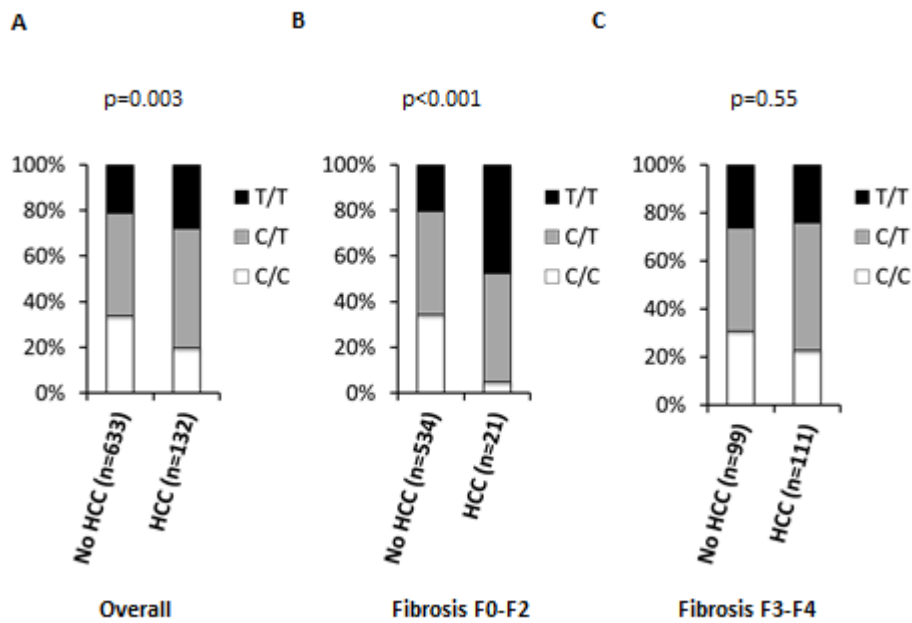 A
B
C
p=0.003
p<0.001
p=0.55
100%
80%
60%
40%
20%
0%
T/T
C/T
C/C
No HCC (n=633)
HCC (n=132)
Overall
100%
80%
60%
40%
20%
0%
T/T
C/T
C/C
No HCC (n=534)
HCC (n=21)
Fibrosis F0-F2
100%
80%
60%
40%
20%
0%
T/T
C/T
C/C
No HCC (n=99)
HCC (n=111)
Fibrosis F3-F4